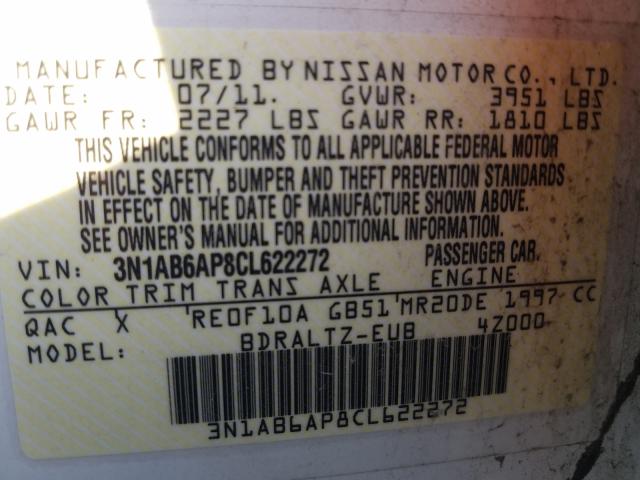 MANUFACTURED BY NISSAN MOTOR CO., LTD.
DATE: 07/11. GVWR: 3951 LBS
GAWR FR: 2227 LBS GAWR RR: 1810 LBS
THIS VEHICLE CONFORMS TO ALL APPLICABLE FEDERAL MOTOR
VEHICLE SAFETY, BUMPER AND THEFT PREVENTION STANDARDS
IN EFFECT ON THE DATE OF MANUFACTURE SHOWN ABOVE.
SEE OWNER'S MANUAL FOR ADDITIONAL INFORMATION.
VIN: 3N1AB6AP8CL622272 PASSENGER CAR.
COLOR TRIM TRANS AXLE ENGINE
QAC X RE0F10A GB51 MR20DE 1997 CC
MODEL: BDRALTZ-EUB 4Z000
3N1AB6AP8CL622272